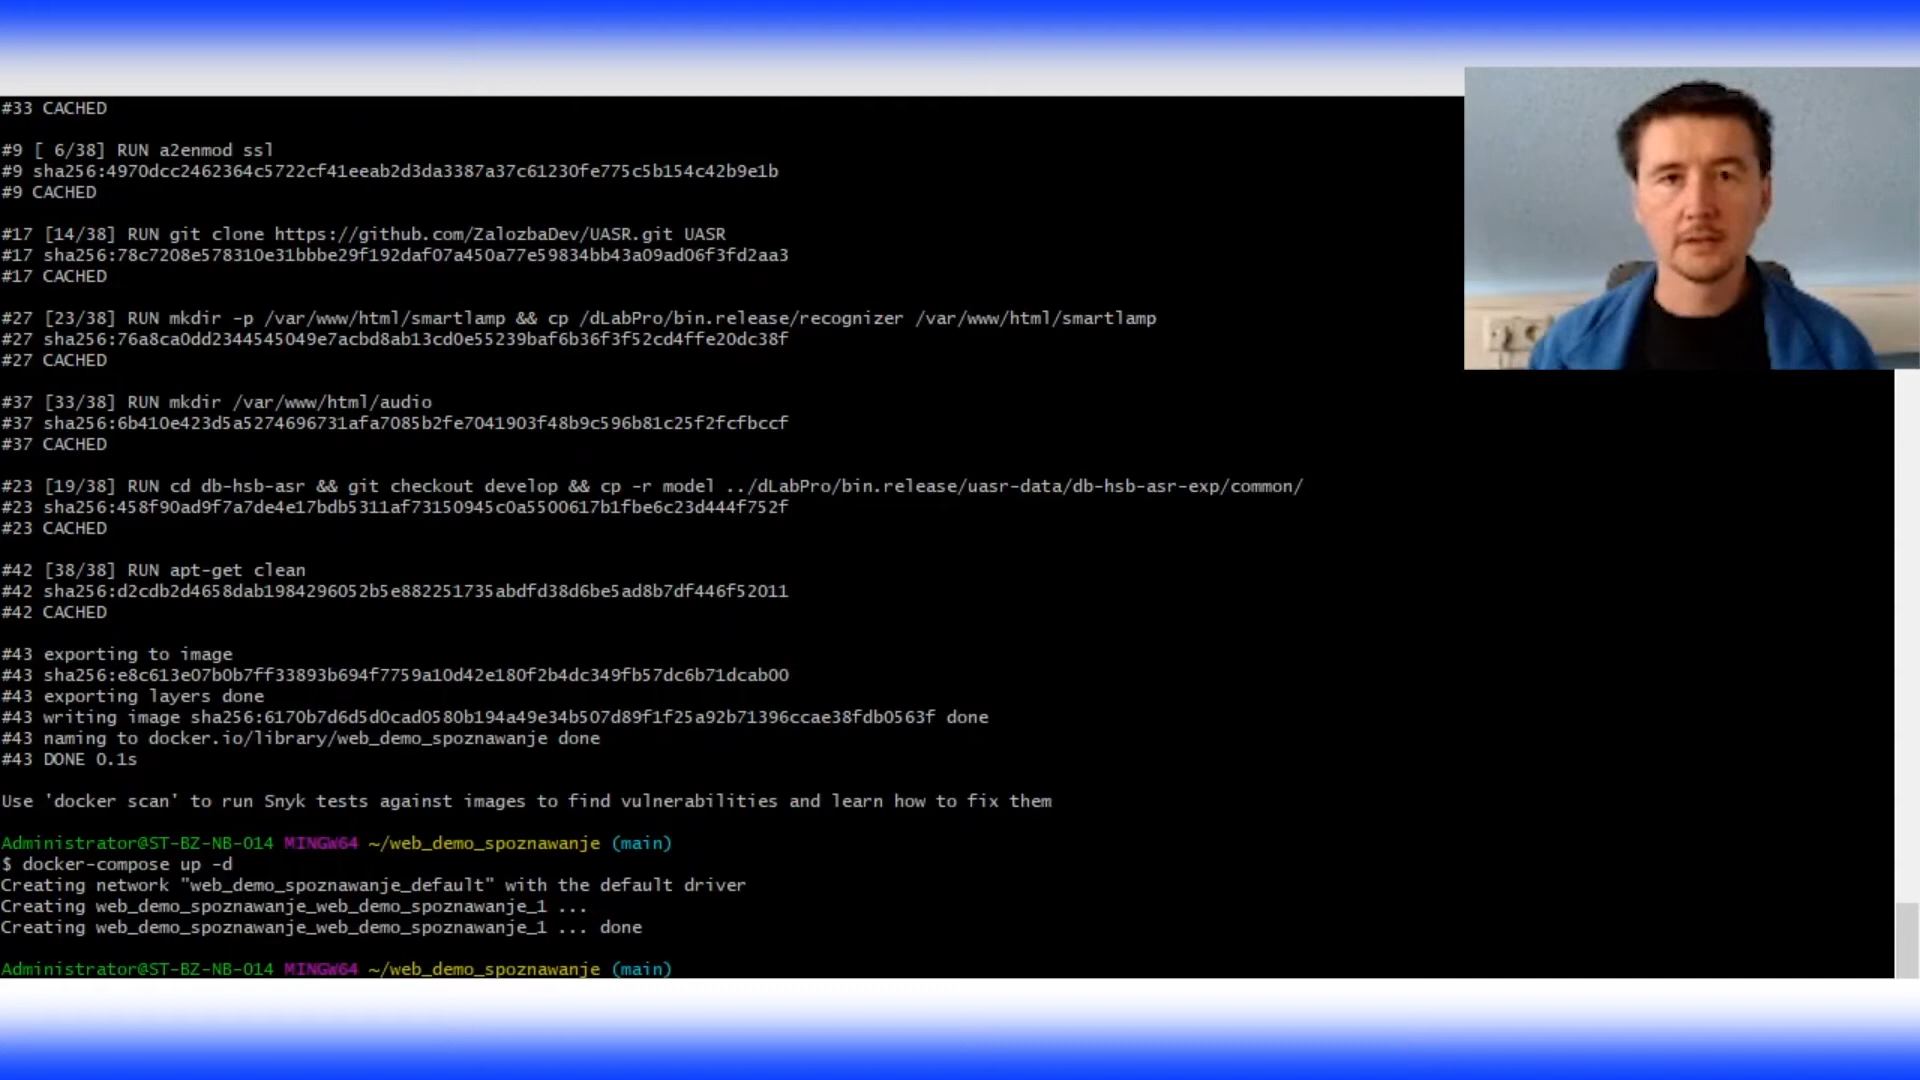 #33 CACHED
#9 [ 6/38] RUN a2enmod ssl
#9 sha256:4970dcc2462364c5722cf41eeab2d3da3387a37c61230fe775c5b154c42b9e1b
#9 CACHED
#17 [14/38] RUN git clone https://github.com/ZalozbaDev/UASR.git UASR
#17 sha256:78c7208e578310e31bbbe29f192daf07a450a77e59834bb43a09ad06f3fd2aa3
#17 CACHED
#27 [23/38] RUN mkdir -p /var/www/html/smartlamp && cp /dLabPro/bin.release/recognizer /var/www/html/smartlamp
#27 sha256:76a8ca0dd2344545049e7acbd8ab13cd0e55239baf6b36f3f52cd4ffe20dc38f
#27 CACHED
#37 [33/38] RUN mkdir /var/www/html/audio
#37 sha256:6b410e423d5a5274696731afa7085b2fe7041903f48b9c596b81c25f2fcfbccf
#37 CACHED
#23 [19/38] RUN cd db-hsb-asr && git checkout develop && cp -r model ../dLabPro/bin.release/uasr-data/db-hsb-asr-exp/common/
#23 sha256:458f90ad9f7a7de4e17bdb5311af73150945c0a5500617b1fbe6c23d444f752f
#23 CACHED
#42 [38/38] RUN apt-get clean
#42 sha256:d2cdb2d4658dab1984296052b5e882251735abdfd38d6be5ad8b7df446f52011
#42 CACHED
#43 exporting to image
#43 sha256:e8c613e07b0b7ff33893b694f7759a10d42e180f2b4dc349fb57dc6b71dcab00
#43 exporting layers done
#43 writing image sha256:6170b7d6d5d0cad0580b194a49e34b507d89f1f25a92b71396ccae38fdb0563f done
#43 naming to docker.io/library/web_demo_spoznawanje done
#43 DONE 0.1s
Use 'docker scan' to run Snyk tests against images to find vulnerabilities and learn how to fix them
Administrator@ST-BZ-NB-014 MINGW64 ~/web_demo_spoznawanje (main)
$ docker-compose up -d
Creating network "web_demo_spoznawanje_default" with the default driver
Creating web_demo_spoznawanje_web_demo_spoznawanje_1 ...
Creating web_demo_spoznawanje_web_demo_spoznawanje_1 ... done
Administrator@ST-BZ-NB-014 MINGW64 ~/web_demo_spoznawanje (main)